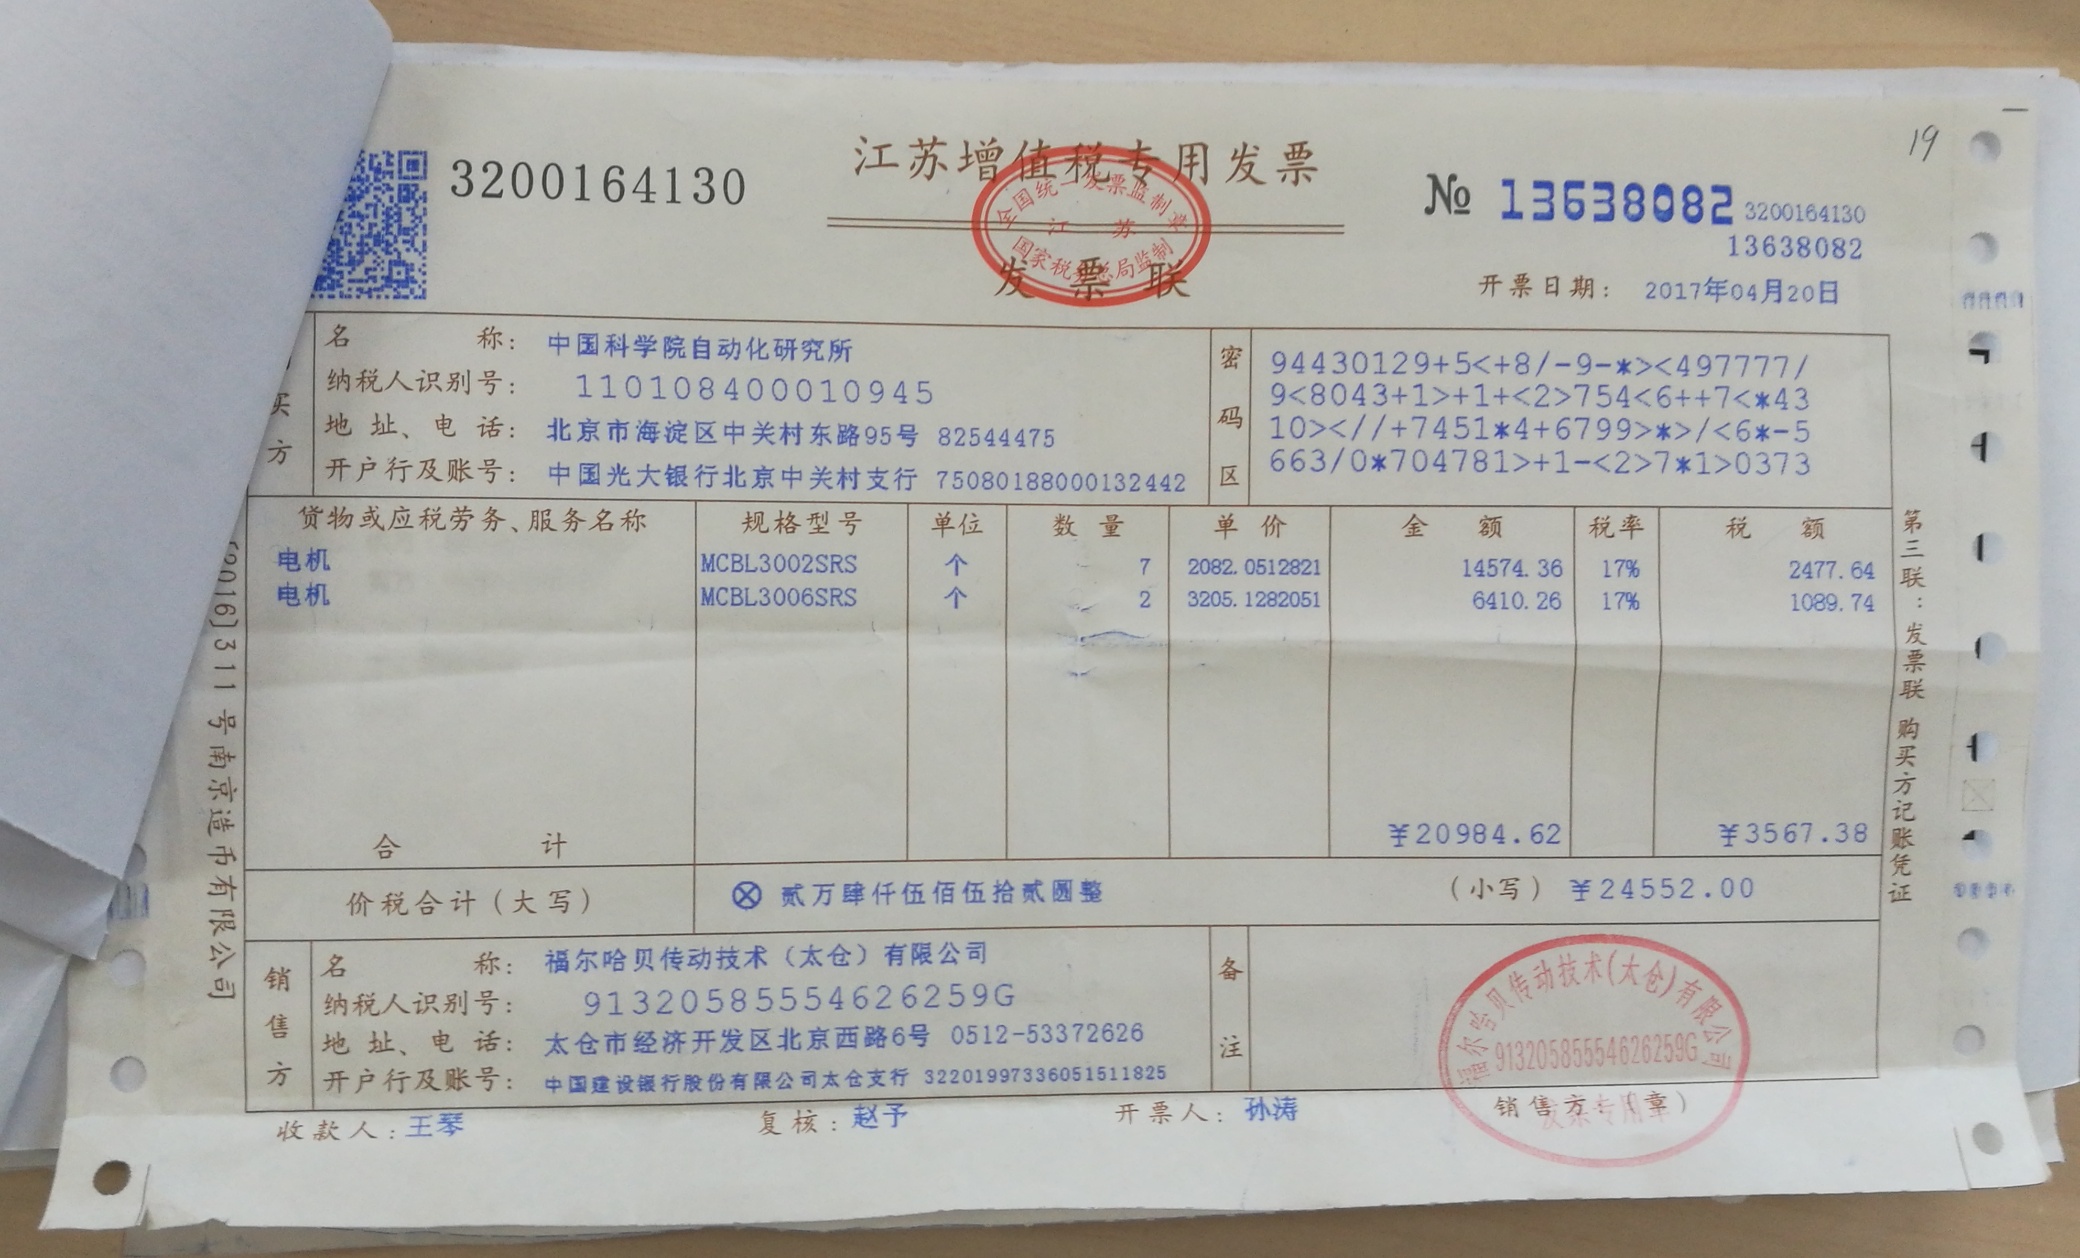 19
3200164130
江苏增值税专用发票
全国统一发票监制章
江 苏
国家税务总局监制
发 票 联
№ 13638082 3200164130
13638082
开票日期： 2017年04月20日
买方
名 称： 中国科学院自动化研究所
纳税人识别号： 110108400010945
地 址、电 话： 北京市海淀区中关村东路95号 82544475
开户行及账号： 中国光大银行北京中关村支行 75080188000132442
密码区
94430129+5<+8/-9-*><497777/
9<8043+1>+1+<2>754<6++7<*43
10><//+7451*4+6799>*>/<6*-5
663/0*704781>+1-<2>7*1>0373
货物或应税劳务、服务名称 规格型号 单位 数 量 单 价 金 额 税率 税 额
电机 MCBL3002SRS 个 7 2082.0512821 14574.36 17% 2477.64
电机 MCBL3006SRS 个 2 3205.1282051 6410.26 17% 1089.74
合 计 ￥20984.62 ￥3567.38
价税合计（大写） ⊗ 贰万肆仟伍佰伍拾贰圆整 （小写）￥24552.00
销售方
名 称： 福尔哈贝传动技术（太仓）有限公司
纳税人识别号： 91320585554626259G
地 址、电 话： 太仓市经济开发区北京西路6号 0512-53372626
开户行及账号： 中国建设银行股份有限公司太仓支行 32201997336051511825
备注
福尔哈贝传动技术(太仓)有限公司
91320585554626259G
发票专用章
收款人：王琴 复核：赵予 开票人：孙涛 销售方：（章）
第三联：发票联 购买方记账凭证
[2016]311号南京造币有限公司